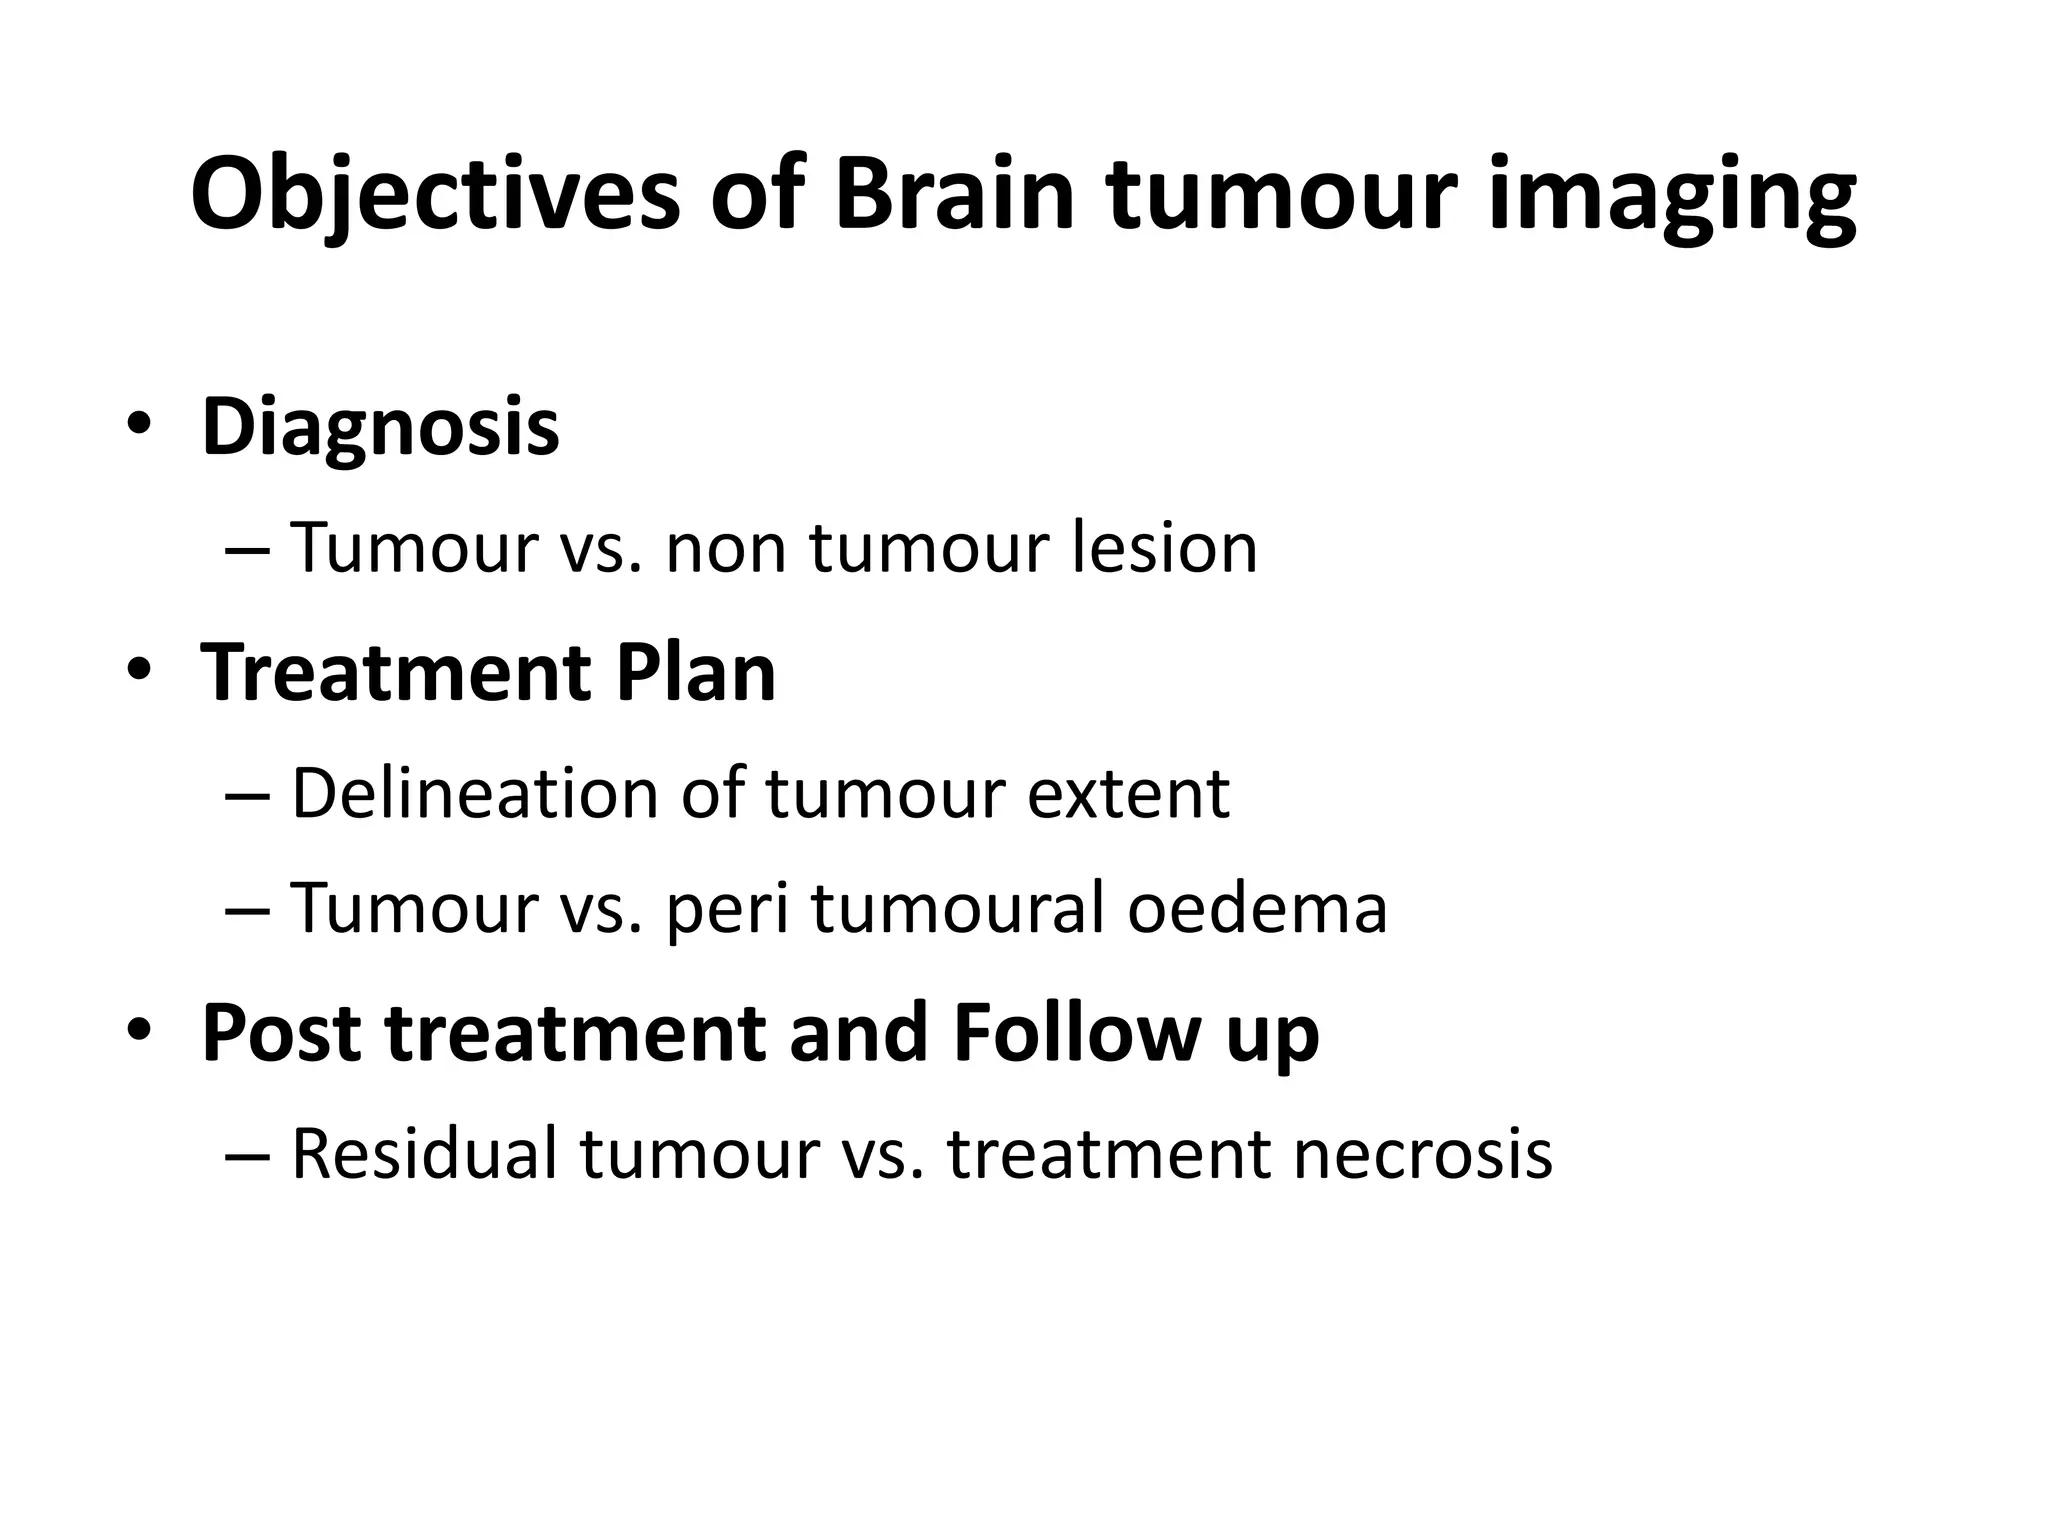 Objectives of Brain tumour imaging
• Diagnosis
– Tumour vs. non tumour lesion
• Treatment Plan
– Delineation of tumour extent
– Tumour vs. peri tumoural oedema
• Post treatment and Follow up
– Residual tumour vs. treatment necrosis